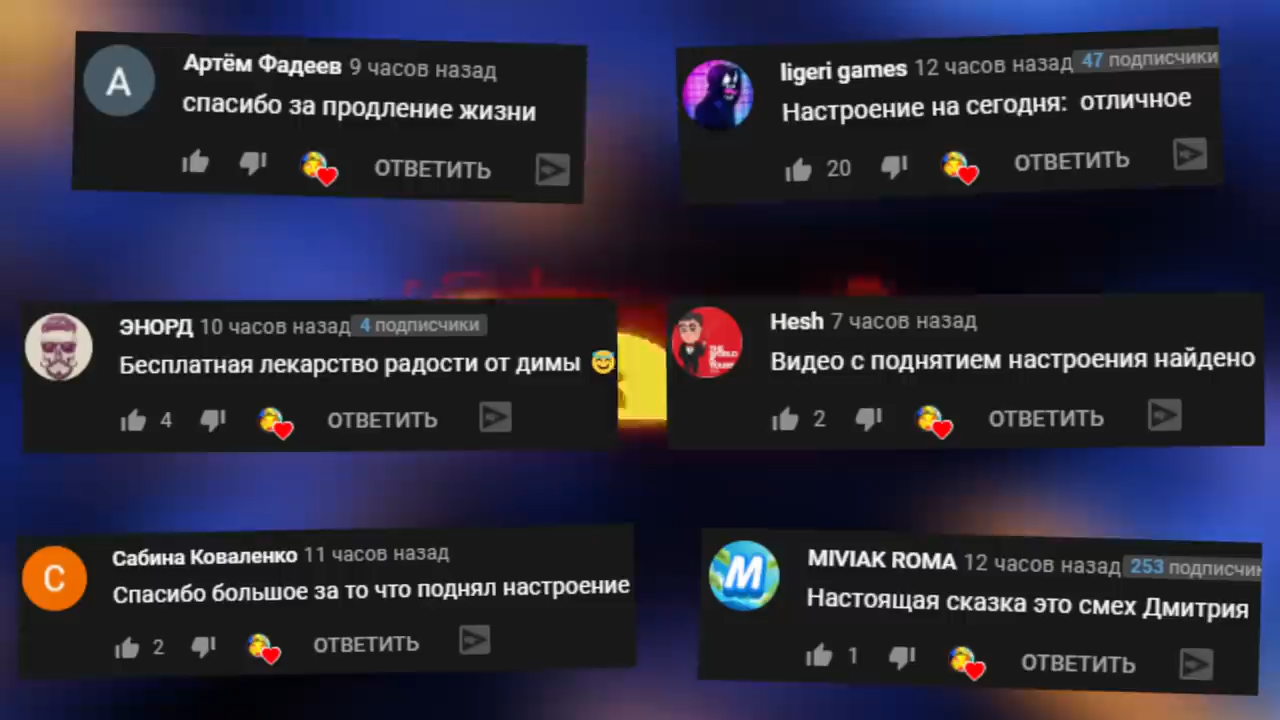 А
Артём Фадеев 9 часов назад
спасибо за продление жизни
ОТВЕТИТЬ
ligeri games 12 часов назад 47 подписчики
Настроение на сегодня: отличное
20 ОТВЕТИТЬ
ЭНОРД 10 часов назад 4 подписчики
Бесплатная лекарство радости от димы 😇
4 ОТВЕТИТЬ
Hesh 7 часов назад
Видео с поднятием настроения найдено
2 ОТВЕТИТЬ
С
Сабина Коваленко 11 часов назад
Спасибо большое за то что поднял настроение
2 ОТВЕТИТЬ
M
MIVIAK ROMA 12 часов назад 253 подписчик
Настоящая сказка это смех Дмитрия
1 ОТВЕТИТЬ